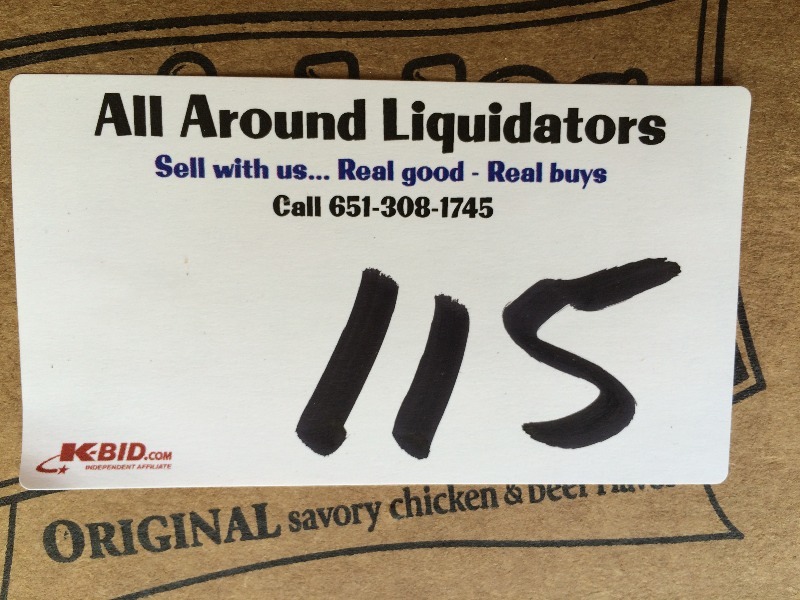 All Around Liquidators
Sell with us... Real good - Real buys
Call 651-308-1745
115
K-BID.COM
INDEPENDENT AFFILIATE
ORIGINAL savory chicken & Beef Flavor